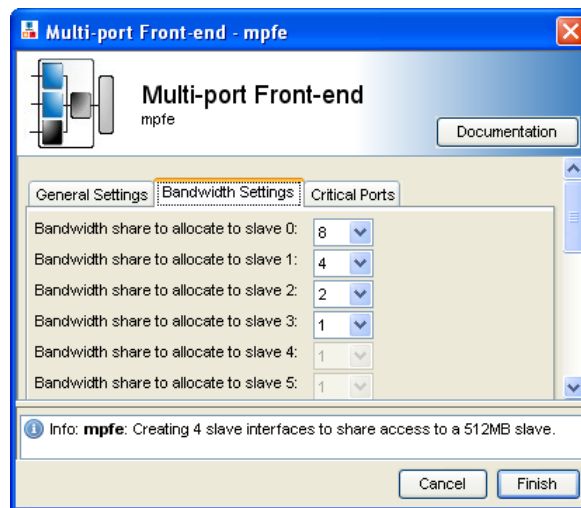 Multi-port Front-end - mpfe
Multi-port Front-end
mpfe
Documentation
General Settings Bandwidth Settings Critical Ports
Bandwidth share to allocate to slave 0: 8
Bandwidth share to allocate to slave 1: 4
Bandwidth share to allocate to slave 2: 2
Bandwidth share to allocate to slave 3: 1
Bandwidth share to allocate to slave 4: 1
Bandwidth share to allocate to slave 5: 1
Info: mpfe: Creating 4 slave interfaces to share access to a 512MB slave.
Cancel Finish